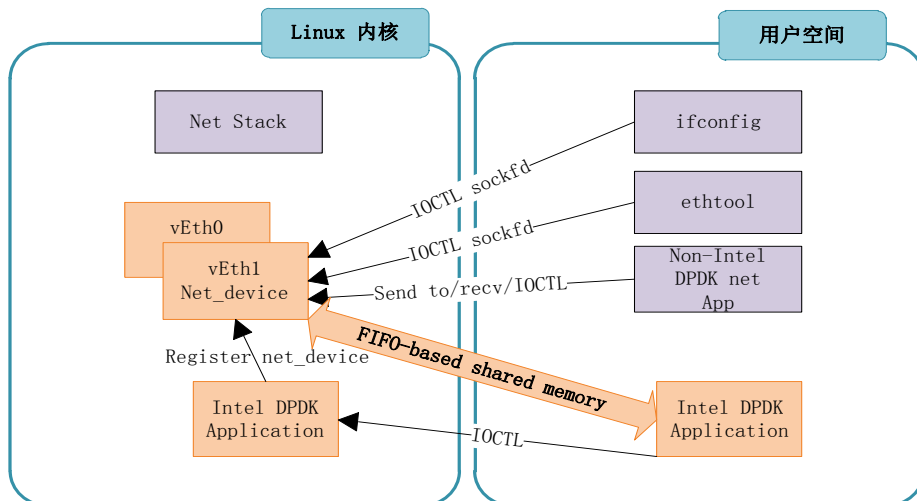 Linux 内核
用户空间
Net Stack
ifconfig
IOCTL sockfd
ethtool
vEth0
IOCTL sockfd
vEth1
Net_device
Non-Intel
DPDK net
App
Send to/recv/IOCTL
FIFO-based shared memory
Register net_device
Intel DPDK
Application
IOCTL
Intel DPDK
Application